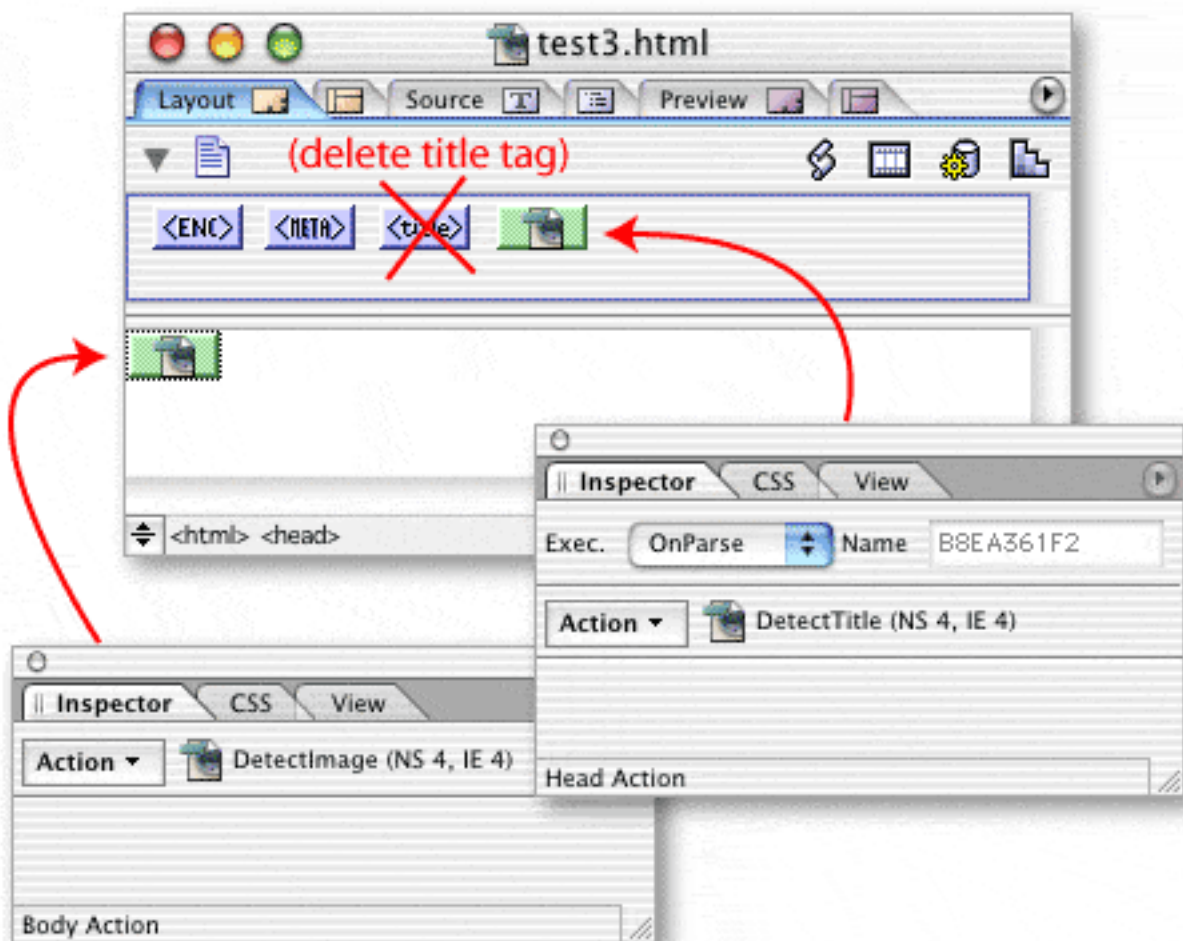 test3.html
Layout Source Preview
(delete title tag)
<ENC> <META> <title>
<html> <head>
Inspector CSS View
Exec. OnParse Name B8EA361F2
Action DetectTitle (NS 4, IE 4)
Head Action
Inspector CSS View
Action DetectImage (NS 4, IE 4)
Body Action